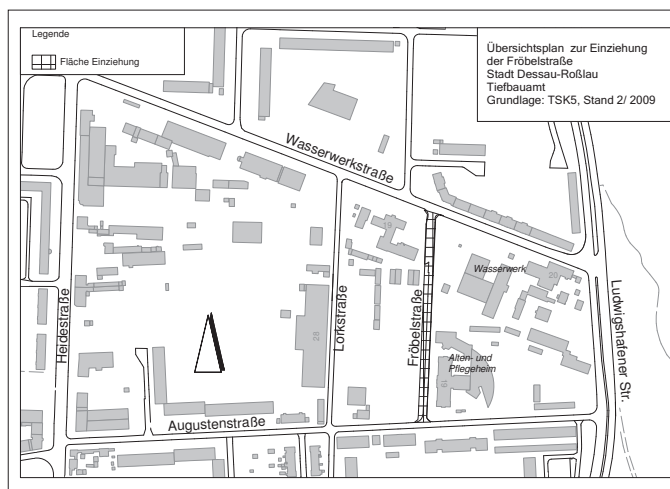 Legende
Fläche Einziehung
Übersichtsplan zur Einziehung
der Fröbelstraße
Stadt Dessau-Roßlau
Tiefbauamt
Grundlage: TSK5, Stand 2/ 2009
Wasserwerkstraße
Heidestraße
Lorkstraße
Fröbelstraße
Ludwigshafener Str.
Augustenstraße
Wasserwerk
Alten- und
Pflegeheim
19
20
28